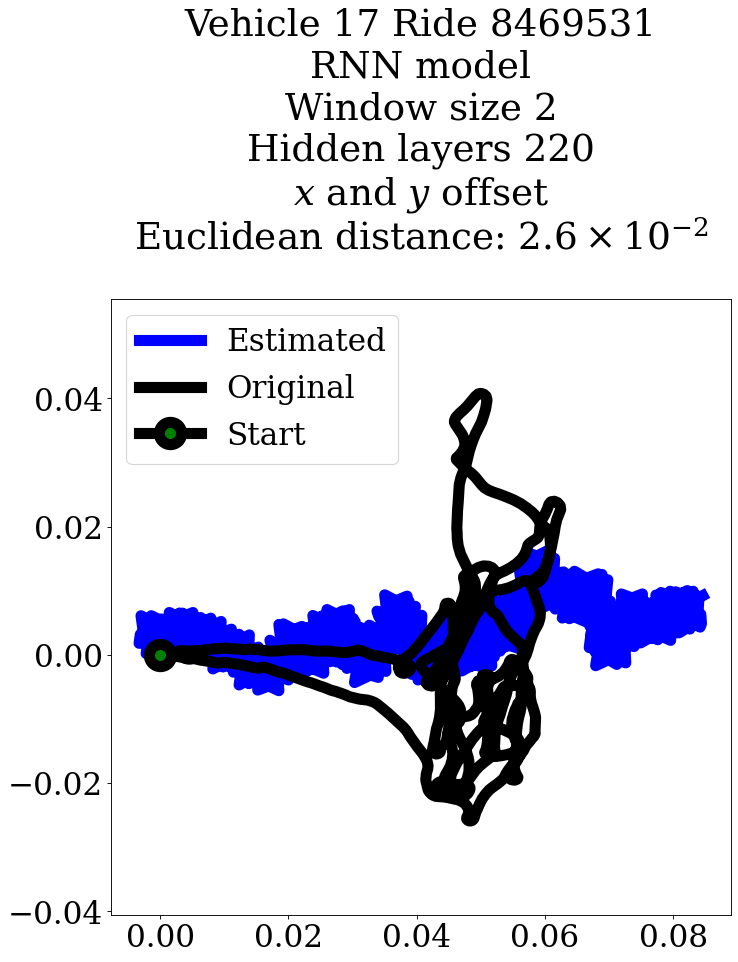 Vehicle 17 Ride 8469531
RNN model
Window size 2
Hidden layers 220
x and y offset
Euclidean distance: 2.6 × 10⁻²
Estimated
Original
Start
0.04
0.02
0.00
−0.02
−0.04
0.00 0.02 0.04 0.06 0.08